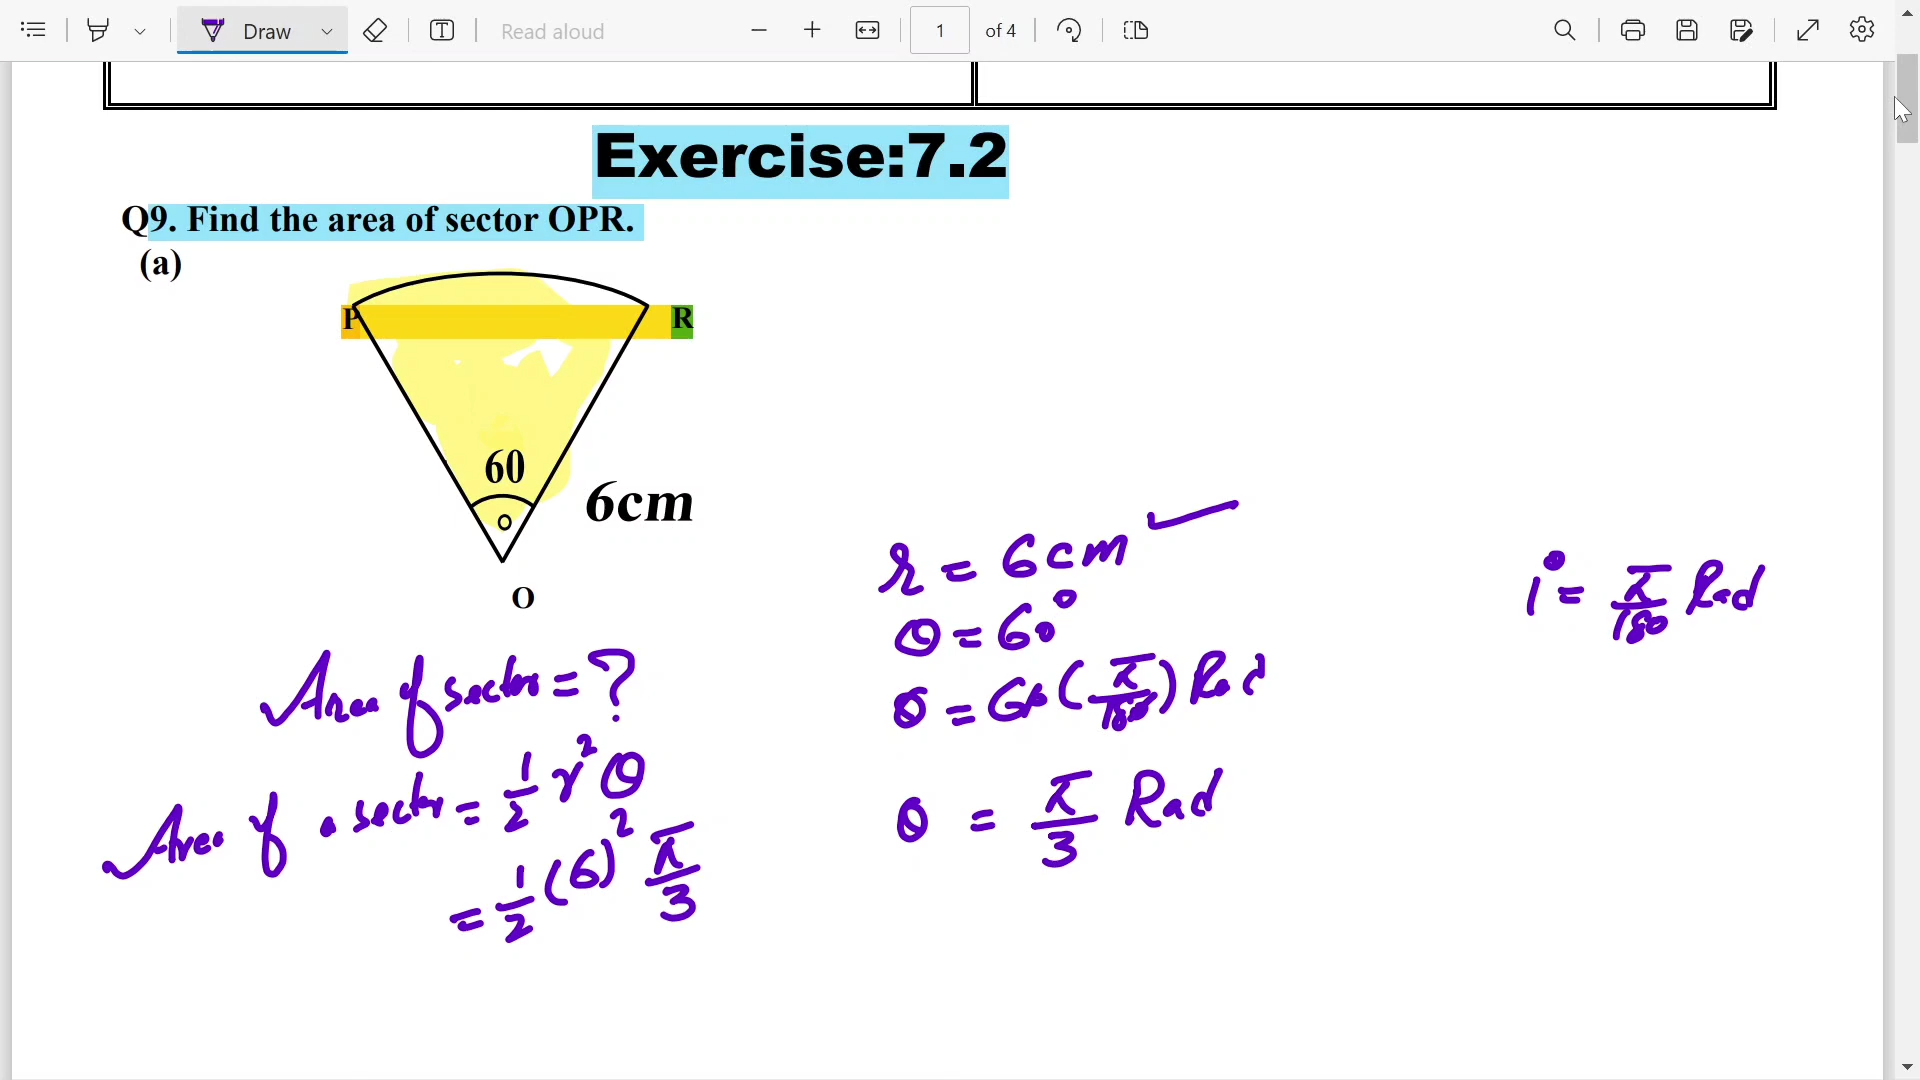 Draw
Read aloud
1 of 4
Exercise:7.2
Q9. Find the area of sector OPR.
(a)
P R
60
o
6cm
O
r = 6cm
θ = 60°
θ = 60(π/180) Rad
θ = π/3 Rad
1° = π/180 Rad
Area of sector = ?
Area of a sector = 1/2 r² θ
= 1/2 (6)² π/3